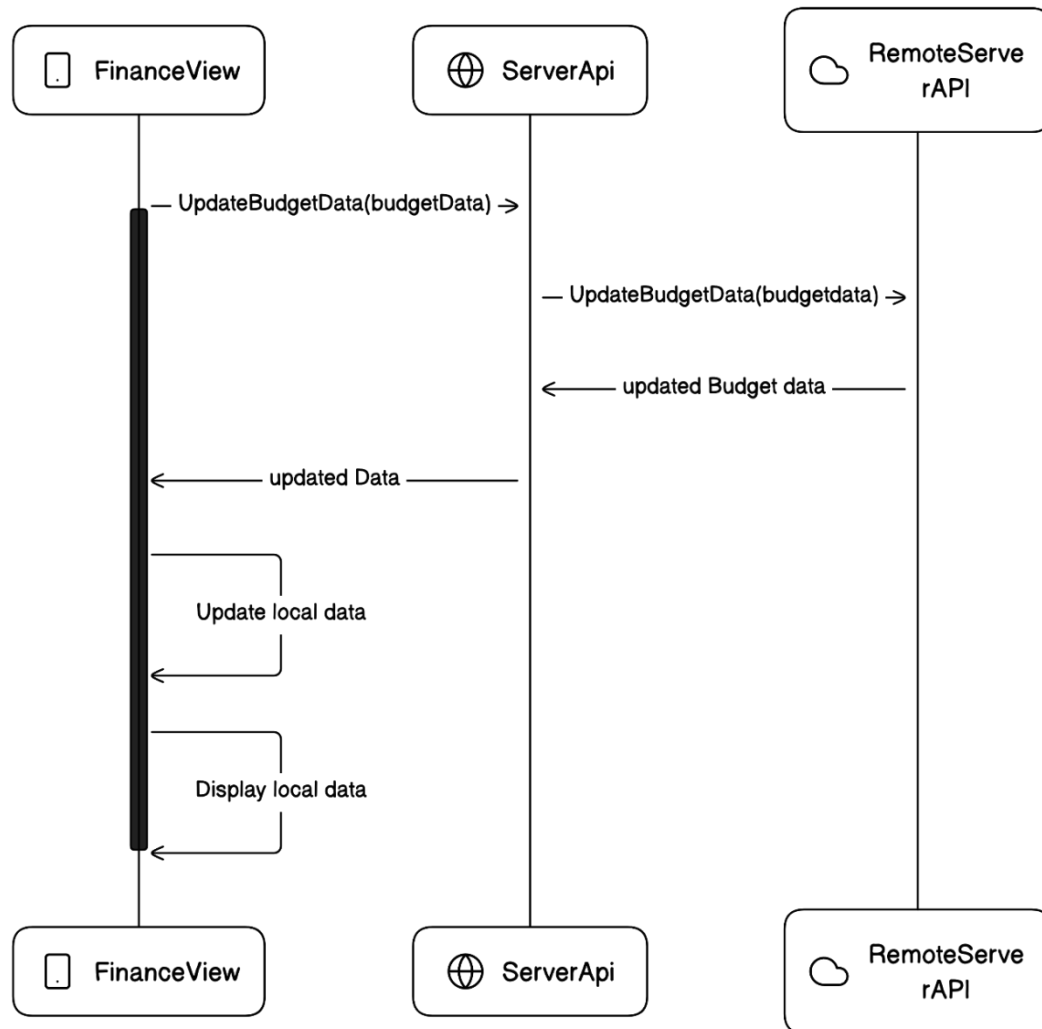 FinanceView
ServerApi
RemoteServe
rAPI
UpdateBudgetData(budgetData)
UpdateBudgetData(budgetdata)
updated Budget data
updated Data
Update local data
Display local data
FinanceView
ServerApi
RemoteServe
rAPI